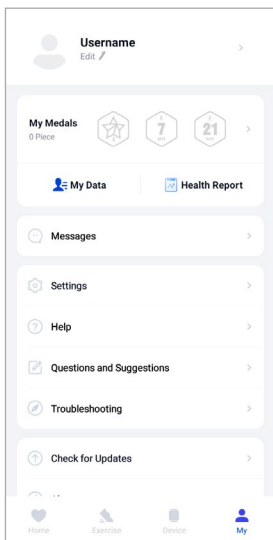 Username
Edit
My Medals
0 Piece
7
21
My Data
Health Report
Messages
Settings
Help
Questions and Suggestions
Troubleshooting
Check for Updates
Home
Exercise
Device
My